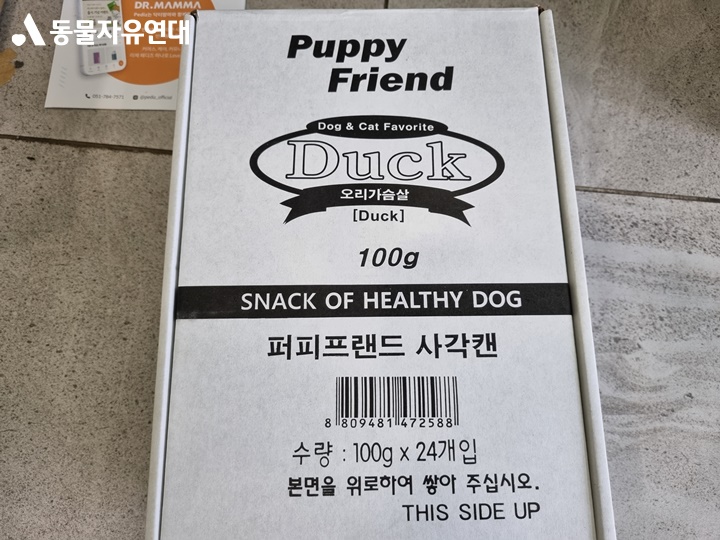 동물자유연대
DR.MAMMA
Puppy
Friend
Dog & Cat Favorite
Duck
오리가슴살
[Duck]
100g
SNACK OF HEALTHY DOG
퍼피프랜드 사각캔
8 809481 472588
수량 : 100g x 24개입
본면을 위로하여 쌓아 주십시오.
THIS SIDE UP